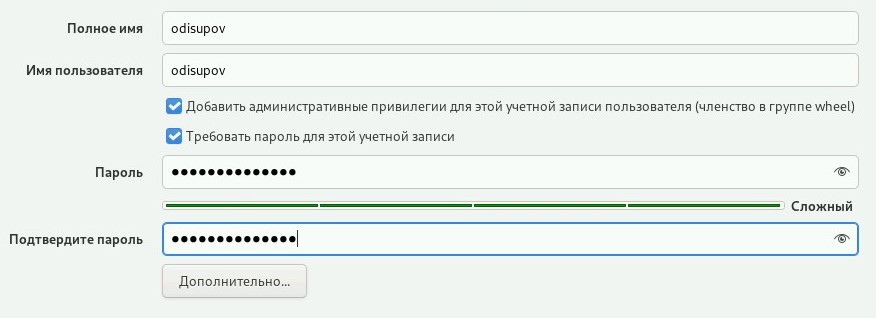 Полное имя odisupov
Имя пользователя odisupov
Добавить административные привилегии для этой учетной записи пользователя (членство в группе wheel)
Требовать пароль для этой учетной записи
Пароль ••••••••••••••
Сложный
Подтвердите пароль ••••••••••••••
Дополнительно...